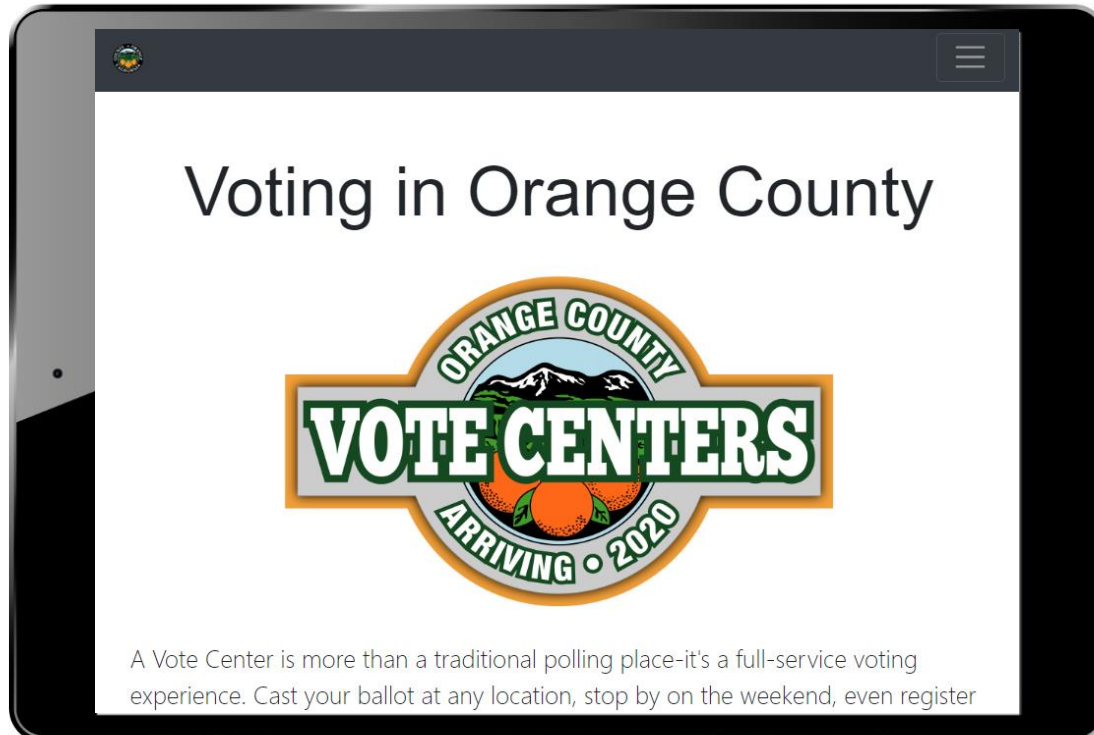 Voting in Orange County
ORANGE COUNTY
VOTE CENTERS
ARRIVING • 2020
A Vote Center is more than a traditional polling place-it's a full-service voting
experience. Cast your ballot at any location, stop by on the weekend, even register